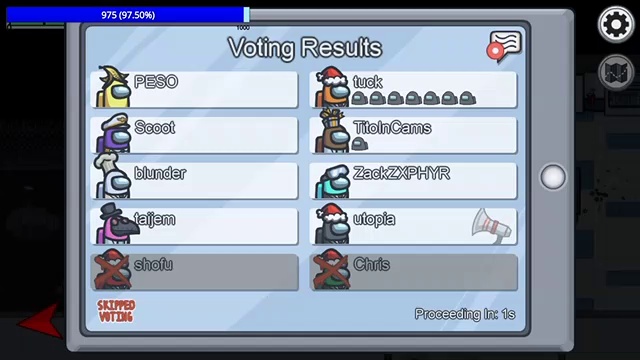 975 (97.50%)
1000
Voting Results
PESO
tuck
Scoot
TitoInCams
blunder
ZackZXPHYR
taijem
utopia
shofu
Chris
SKIPPED
VOTING
Proceeding In: 1s